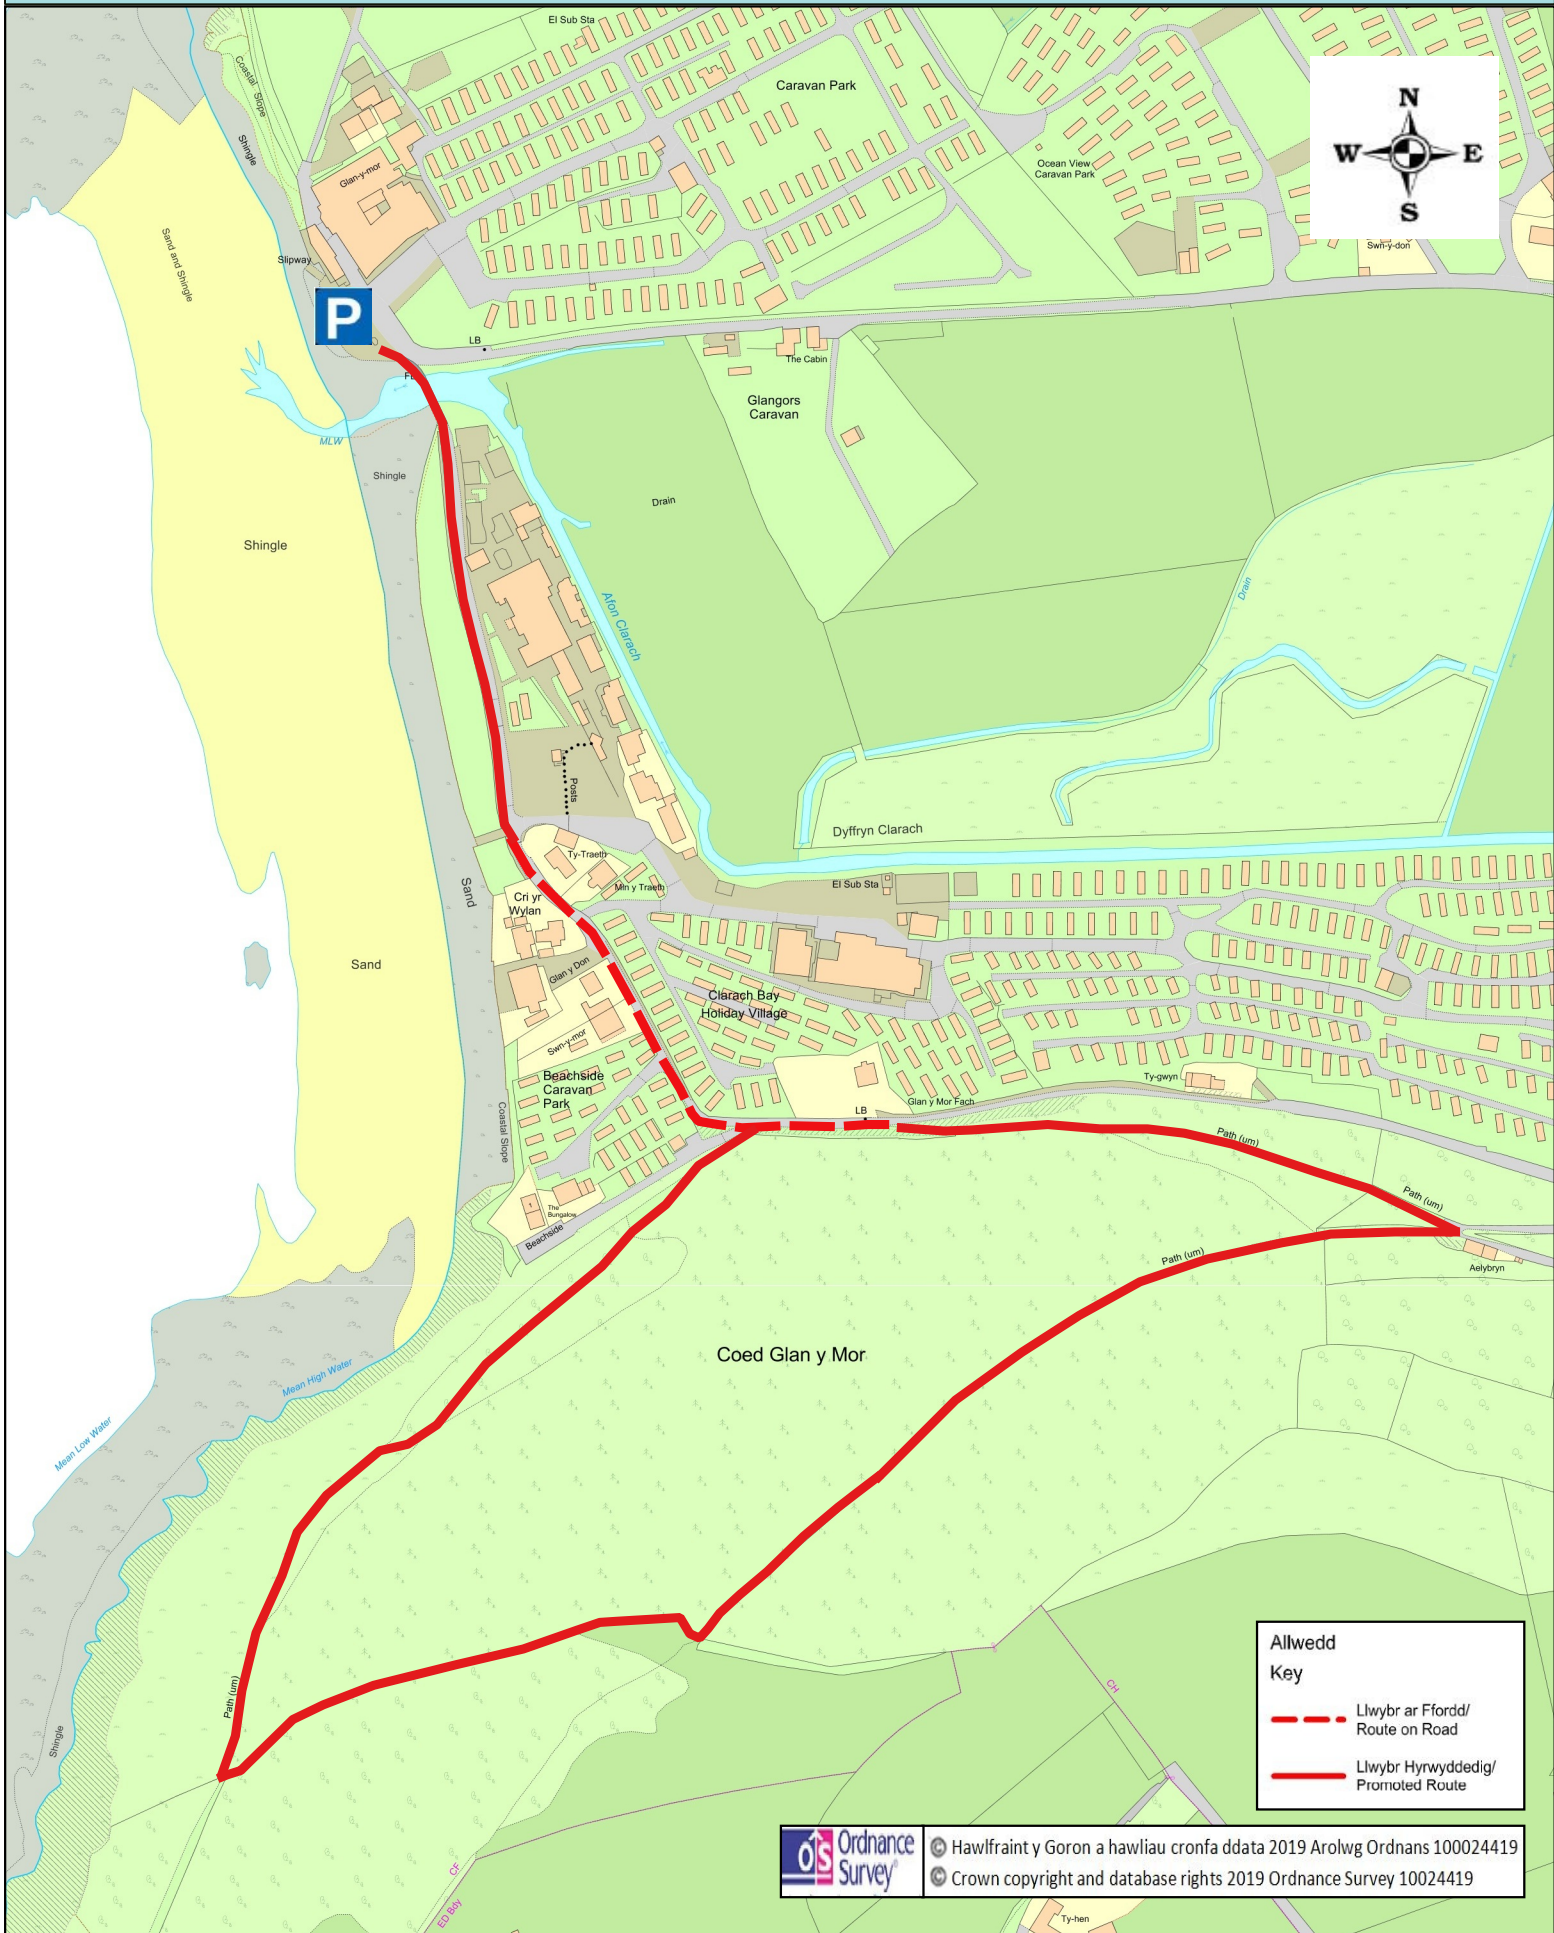 El Sub Sta
Coastal Slope
Caravan Park
N
W E
S
Shingle
Glan-y-mor
Ocean View
Caravan Park
Sand and Shingle
Slipway
Swn-y-don
P
LB
The Cabin
Glangors
Caravan
MLW
Shingle
Drain
Shingle
Drain
Afon Clarach
Posts
Dyffryn Clarach
Ty-Traeth
Min y Traeth
El Sub Sta
Sand
Cri yr
Wylan
Sand
Glan y Don
Clarach Bay
Holiday Village
Swn-y-mor
Beachside
Caravan
Park
Ty-gwyn
Glan y Mor Fach
LB
Coastal Slope
Path (um)
Path (um)
1
The
Bungalow
Beachside
Path (um)
Aelybryn
Coed Glan y Mor
Mean High Water
Mean Low Water
Path (um)
Shingle
CH
Allwedd
Key
Llwybr ar Ffordd/
Route on Road
Llwybr Hyrwyddedig/
Promoted Route
CF
ED Bdy
Ordnance
Survey
OS
© Hawlfraint y Goron a hawliau cronfa ddata 2019 Arolwg Ordnans 100024419
© Crown copyright and database rights 2019 Ordnance Survey 10024419
Ty-hen